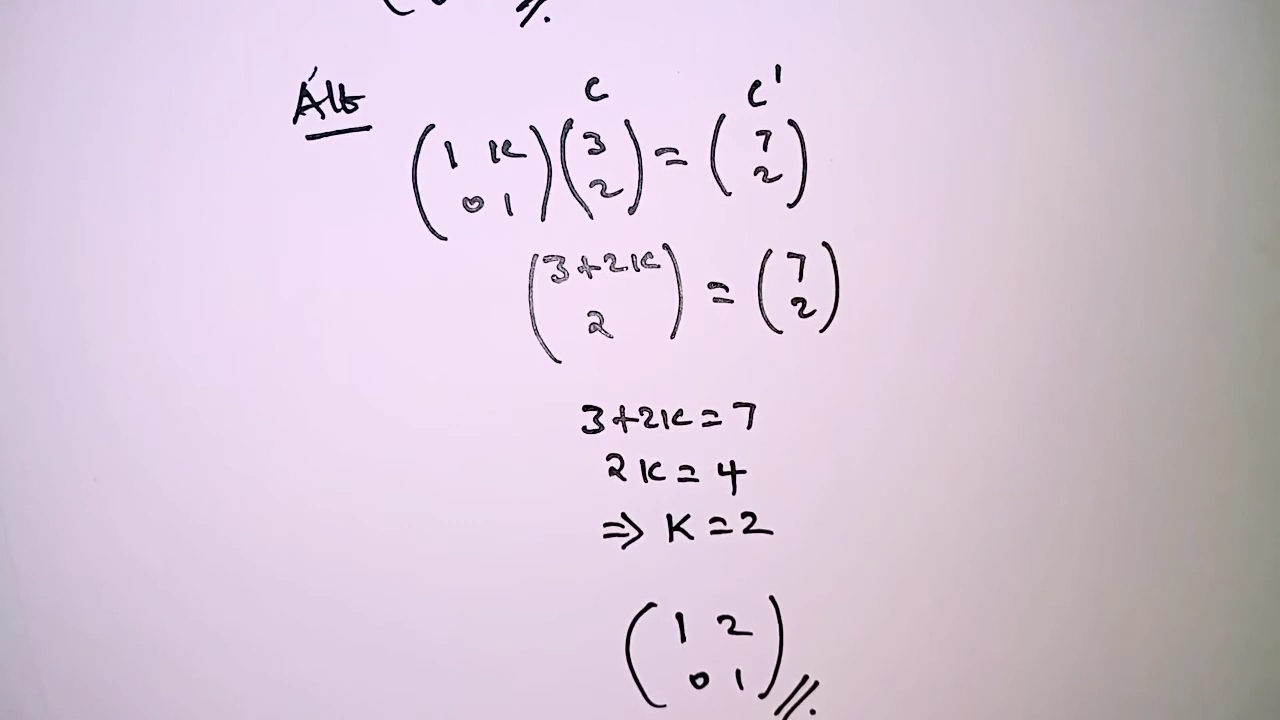 Alt
C C'
(1 K
0 1)(3
2) = (7
2)
(3+2K
2) = (7
2)
3+2K=7
2K=4
⇒ K=2
(1 2
0 1)//.